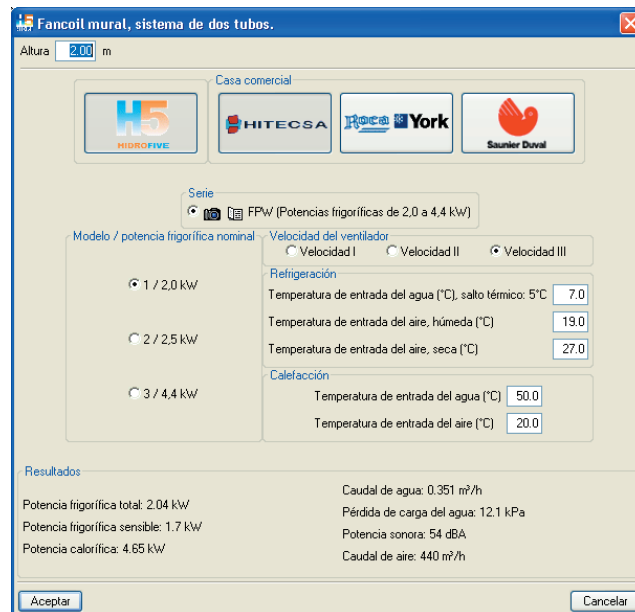 Fancoil mural, sistema de dos tubos.
Altura 2.00 m
Casa comercial
H5
HIDROFIVE
HITECSA
Roca York
Saunier Duval
Serie
FPW (Potencias frigoríficas de 2,0 a 4,4 kW)
Modelo / potencia frigorífica nominal
1 / 2,0 kW
2 / 2,5 kW
3 / 4,4 kW
Velocidad del ventilador
Velocidad I Velocidad II Velocidad III
Refrigeración
Temperatura de entrada del agua (°C), salto térmico: 5°C 7.0
Temperatura de entrada del aire, húmeda (°C) 19.0
Temperatura de entrada del aire, seca (°C) 27.0
Calefacción
Temperatura de entrada del agua (°C) 50.0
Temperatura de entrada del aire (°C) 20.0
Resultados
Potencia frigorífica total: 2.04 kW
Potencia frigorífica sensible: 1.7 kW
Potencia calorífica: 4.65 kW
Caudal de agua: 0.351 m³/h
Pérdida de carga del agua: 12.1 kPa
Potencia sonora: 54 dBA
Caudal de aire: 440 m³/h
Aceptar Cancelar